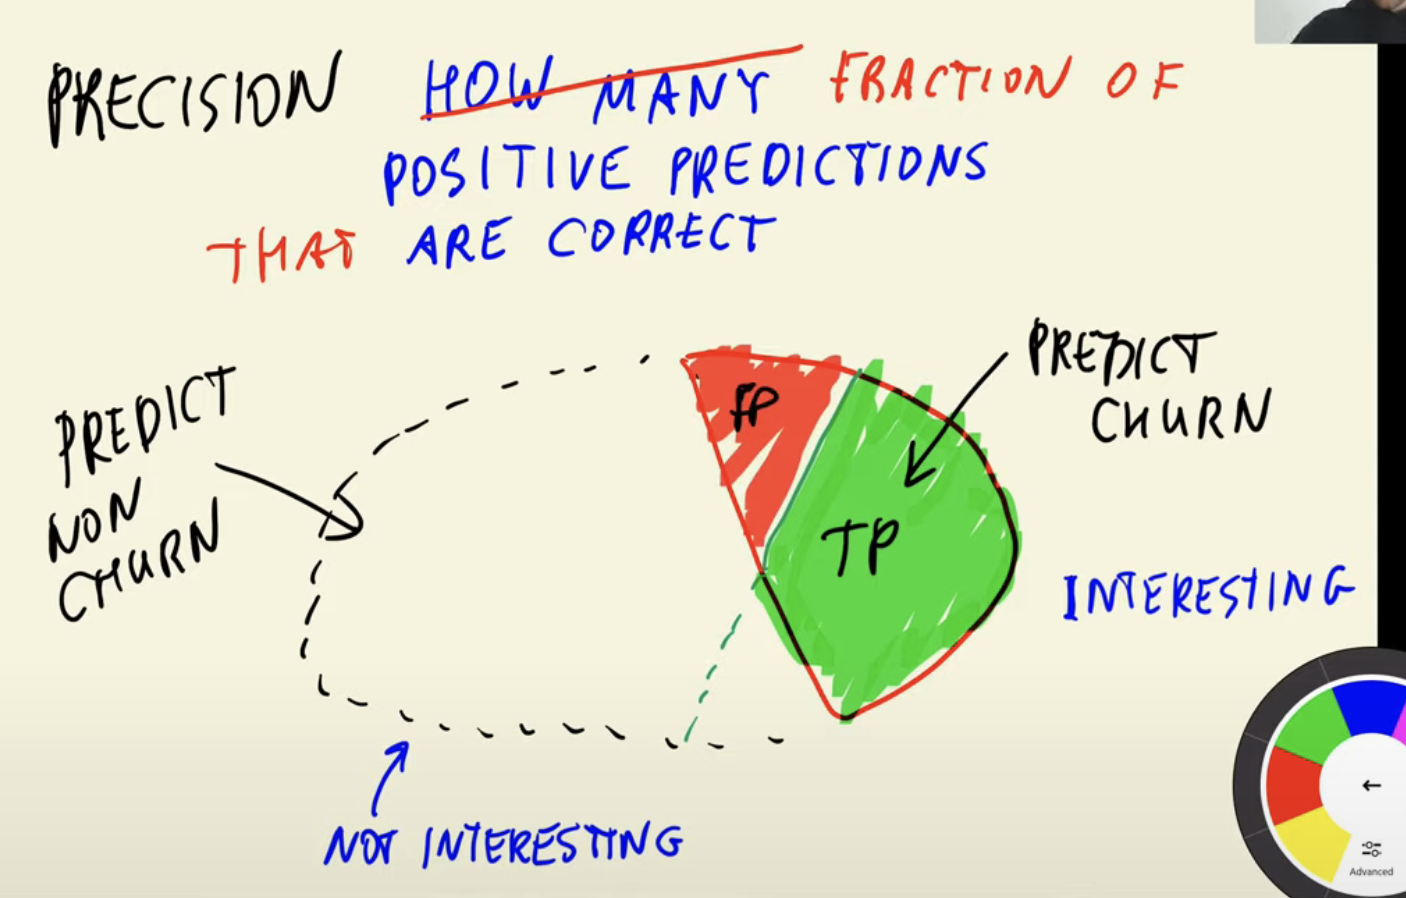 PRECISION HOW MANY FRACTION OF
POSITIVE PREDICTIONS
THAT ARE CORRECT
PREDICT
NON
CHURN
FP
TP
PREDICT
CHURN
INTERESTING
NOT INTERESTING
Advanced